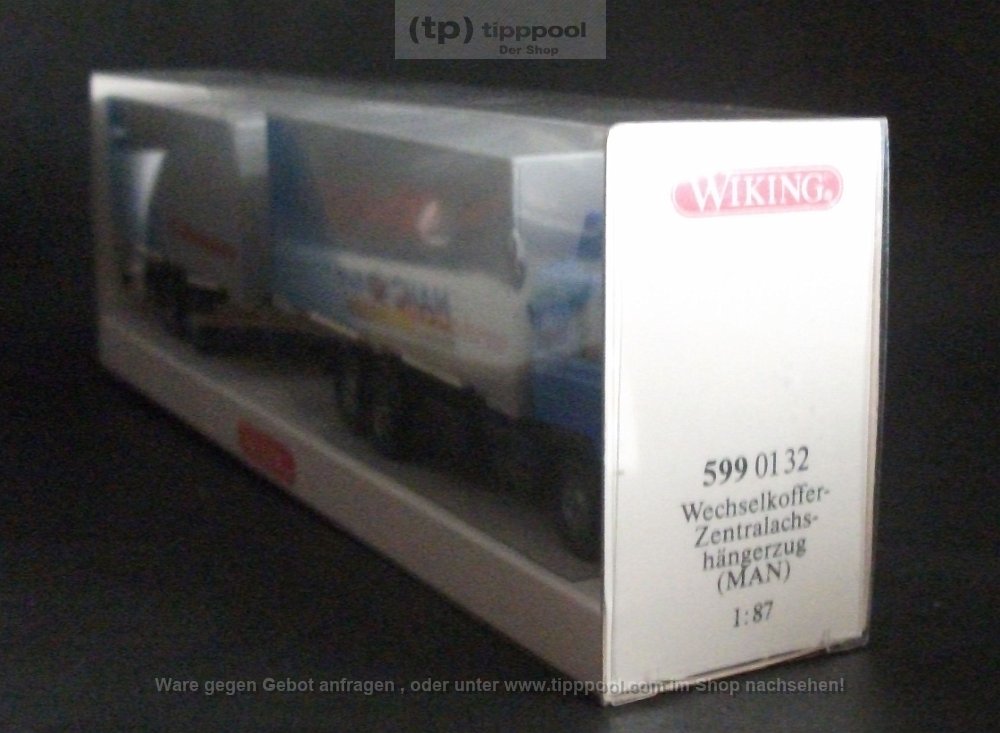 (tp) tipppool
Der Shop
WIKING®
599 0132
Wechselkoffer-
Zentralachs-
hängerzug
(MAN)
1:87
Ware gegen Gebot anfragen , oder unter www.tipppool.com im Shop nachsehen!